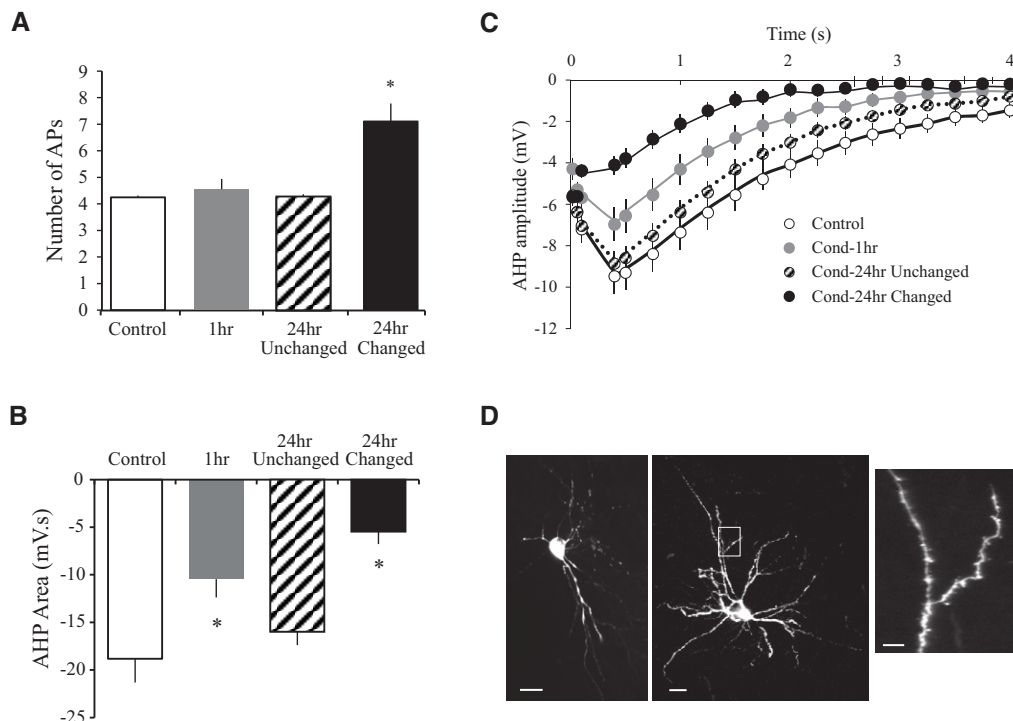 A
Number of APs
9
8
7
6
5
4
3
2
1
0
*
Control
1hr
24hr
Unchanged
24hr
Changed
B
AHP Area (mV.s)
Control
1hr
24hr
Unchanged
24hr
Changed
0
-5
-10
-15
-20
-25
*
*
C
Time (s)
0
1
2
3
4
AHP amplitude (mV)
0
-2
-4
-6
-8
-10
-12
Control
Cond-1hr
Cond-24hr Unchanged
Cond-24hr Changed
D